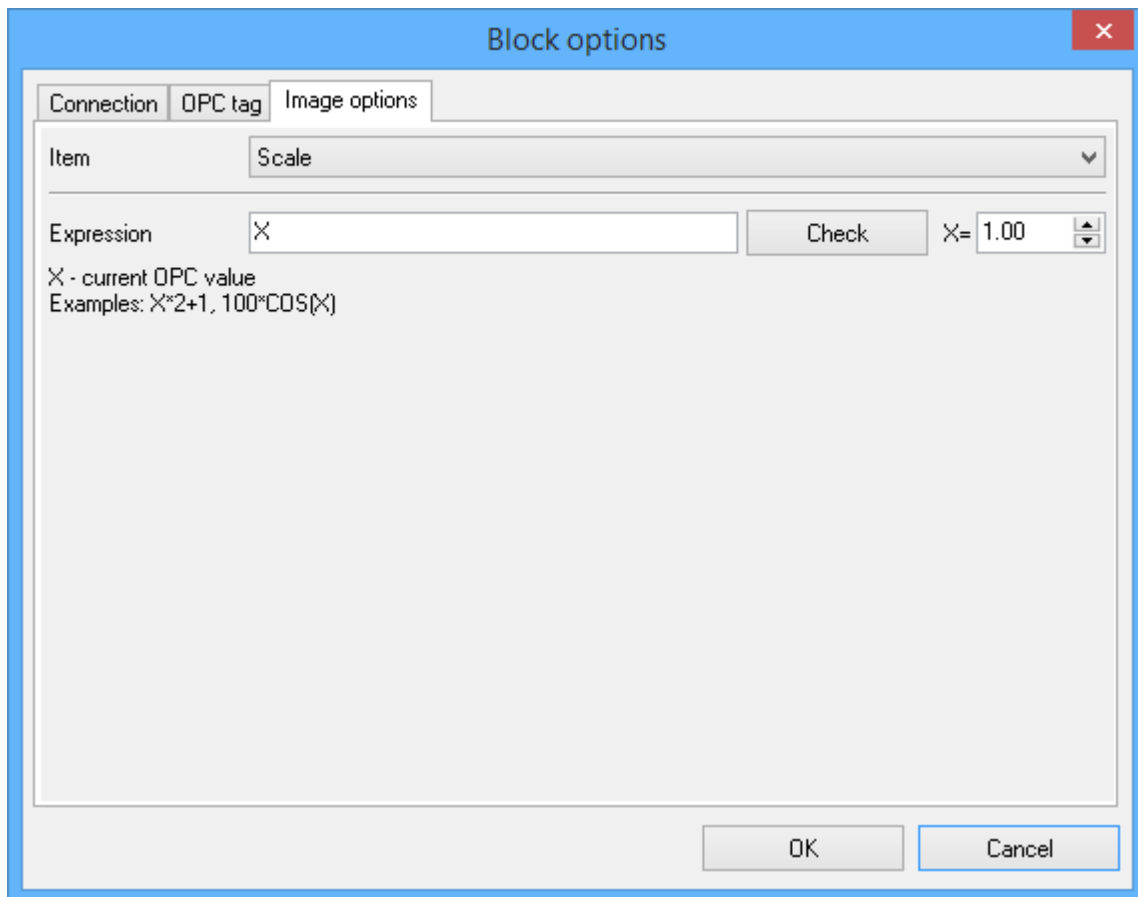 Block options
Connection OPC tag Image options
Item Scale
Expression X Check X= 1.00
X - current OPC value
Examples: X*2+1, 100*COS(X)
OK Cancel